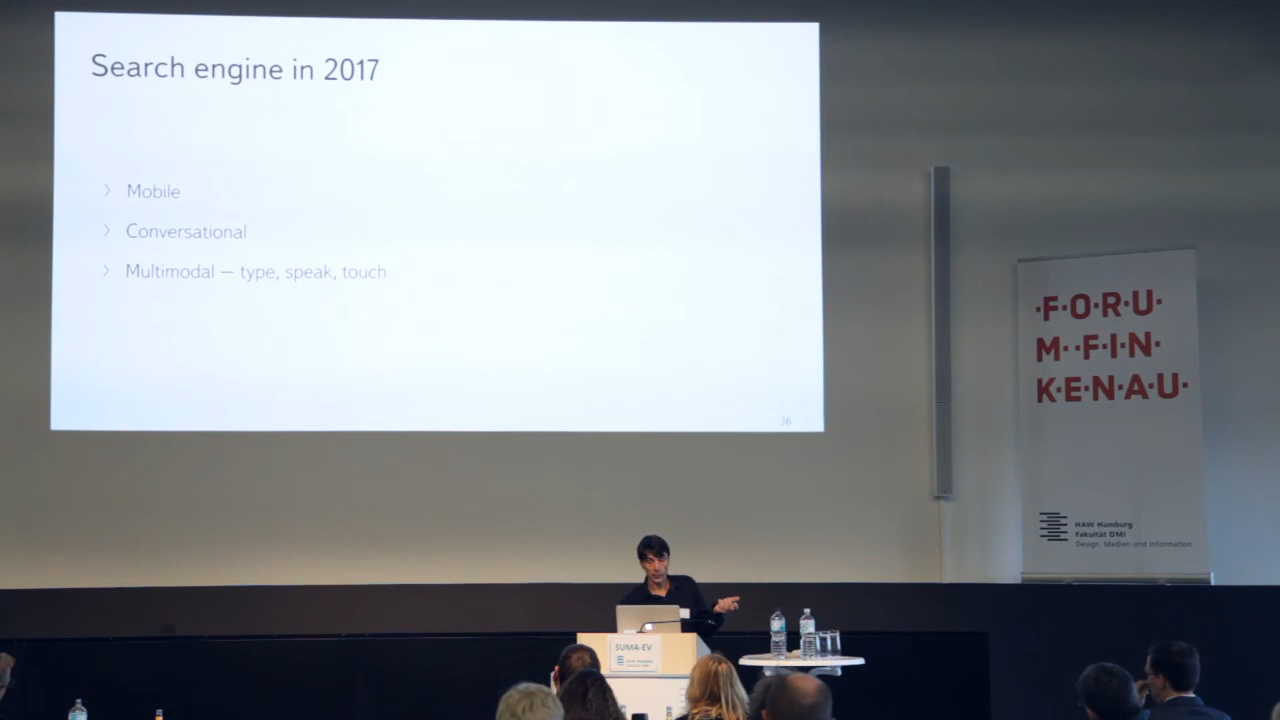 Search engine in 2017
〉 Mobile
〉 Conversational
〉 Multimodal – type, speak, touch
36
·F·O·R·U·
M··F·I·N·
K·E·N·A·U·
HAW Hamburg
Fakultät DMI
Design, Medien und Information
SUMA-EV